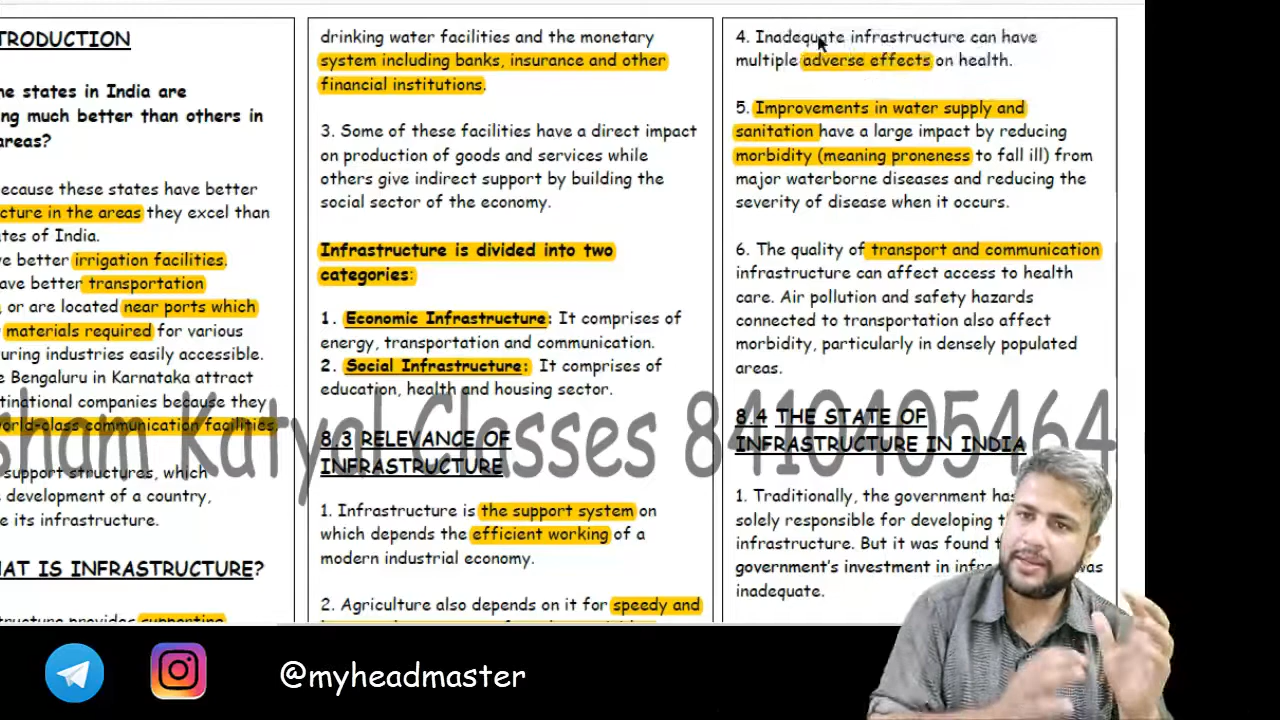 TRODUCTION
ne states in India are
ng much better than others in
areas?
ecause these states have better
cture in the areas they excel than
ates of India.
ve better irrigation facilities.
ave better transportation
, or are located near ports which
materials required for various
uring industries easily accessible.
e Bengaluru in Karnataka attract
tinational companies because they
world-class communication facilities.
support structures, which
development of a country,
e its infrastructure.
AT IS INFRASTRUCTURE?
drinking water facilities and the monetary
system including banks, insurance and other
financial institutions.
3. Some of these facilities have a direct impact
on production of goods and services while
others give indirect support by building the
social sector of the economy.
Infrastructure is divided into two
categories:
1. Economic Infrastructure: It comprises of
energy, transportation and communication.
2. Social Infrastructure: It comprises of
education, health and housing sector.
8.3 RELEVANCE OF
INFRASTRUCTURE
1. Infrastructure is the support system on
which depends the efficient working of a
modern industrial economy.
2. Agriculture also depends on it for speedy and
4. Inadequate infrastructure can have
multiple adverse effects on health.
5. Improvements in water supply and
sanitation have a large impact by reducing
morbidity (meaning proneness to fall ill) from
major waterborne diseases and reducing the
severity of disease when it occurs.
6. The quality of transport and communication
infrastructure can affect access to health
care. Air pollution and safety hazards
connected to transportation also affect
morbidity, particularly in densely populated
areas.
8.4 THE STATE OF
INFRASTRUCTURE IN INDIA
1. Traditionally, the government has
solely responsible for developing
infrastructure. But it was found
government's investment in was
inadequate.
sham Katyal Classes 8410405464
@myheadmaster